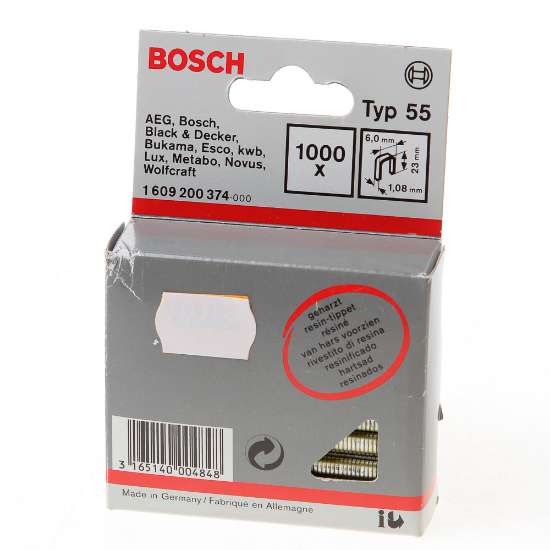 BOSCH
Typ 55
AEG, Bosch,
Black & Decker,
Bukama, Esco, kwb,
Lux, Metabo, Novus,
Wolfcraft
1 609 200 374-000
1000
x
6,0 mm
23 mm
1,08 mm
geharzt
resin-tippet
résiné
van hars voorzien
rivestito di resina
resinificado
hartsad
resinados
3 165140 004848
Made in Germany/Fabriqué en Allemagne